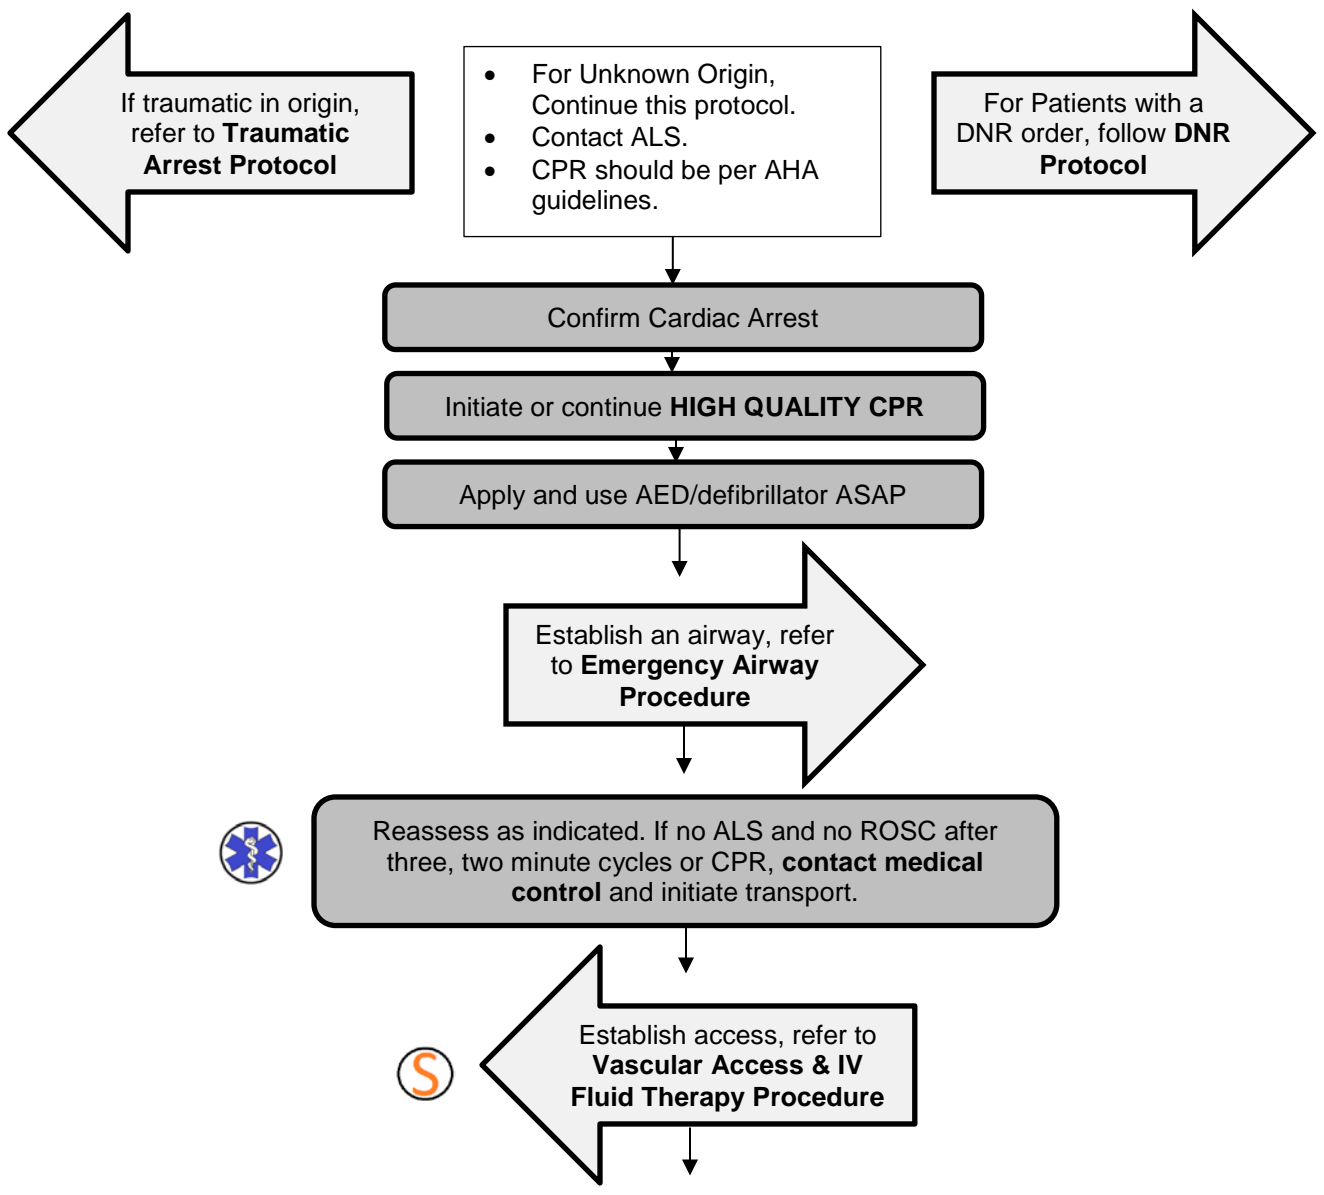 If traumatic in origin,
refer to Traumatic
Arrest Protocol
• For Unknown Origin,
Continue this protocol.
• Contact ALS.
• CPR should be per AHA
guidelines.
For Patients with a
DNR order, follow DNR
Protocol
Confirm Cardiac Arrest
Initiate or continue HIGH QUALITY CPR
Apply and use AED/defibrillator ASAP
Establish an airway, refer
to Emergency Airway
Procedure
Reassess as indicated. If no ALS and no ROSC after
three, two minute cycles or CPR, contact medical
control and initiate transport.
S
Establish access, refer to
Vascular Access & IV
Fluid Therapy Procedure